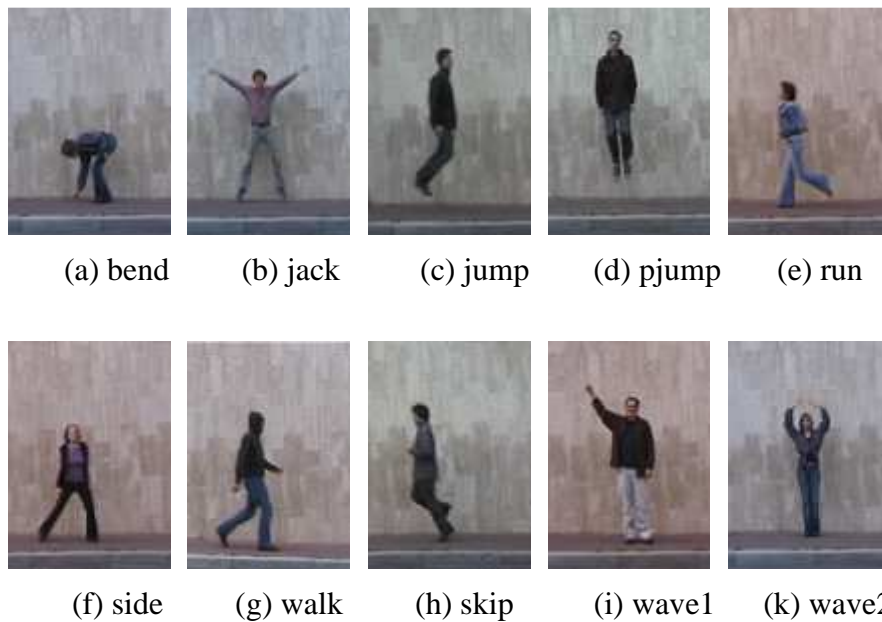 (a) bend (b) jack (c) jump (d) pjump (e) run
(f) side (g) walk (h) skip (i) wave1 (k) wave2